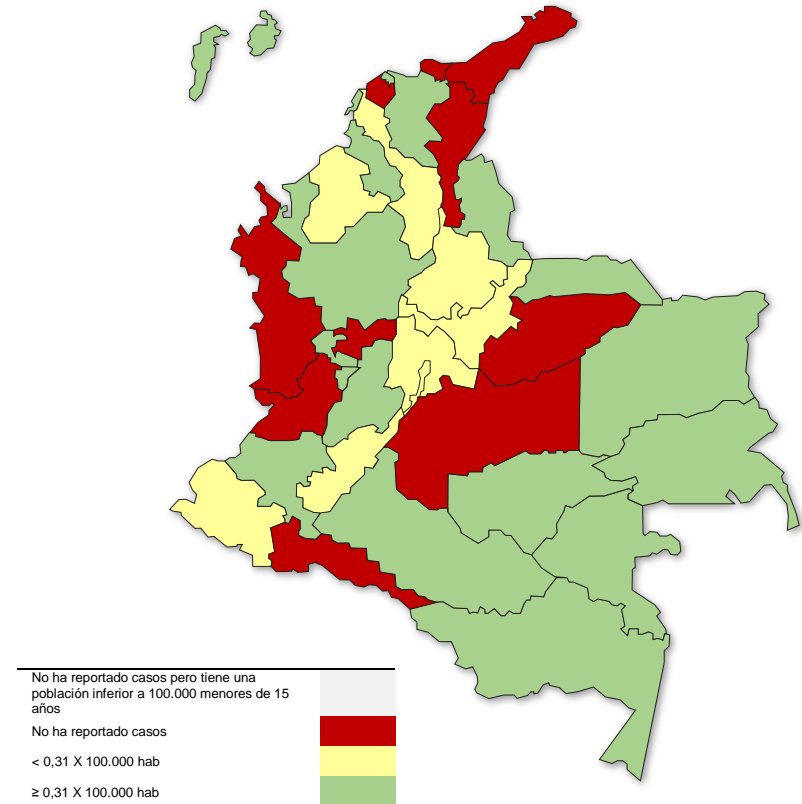 No ha reportado casos pero tiene una
población inferior a 100.000 menores de 15
años
No ha reportado casos
< 0,31 X 100.000 hab
≥ 0,31 X 100.000 hab